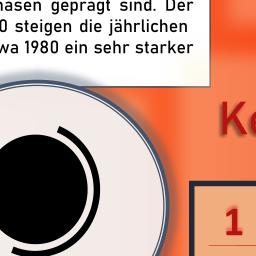 hasen geprägt sind. Der
0 steigen die jährlichen
wa 1980 ein sehr starker
Ke
1